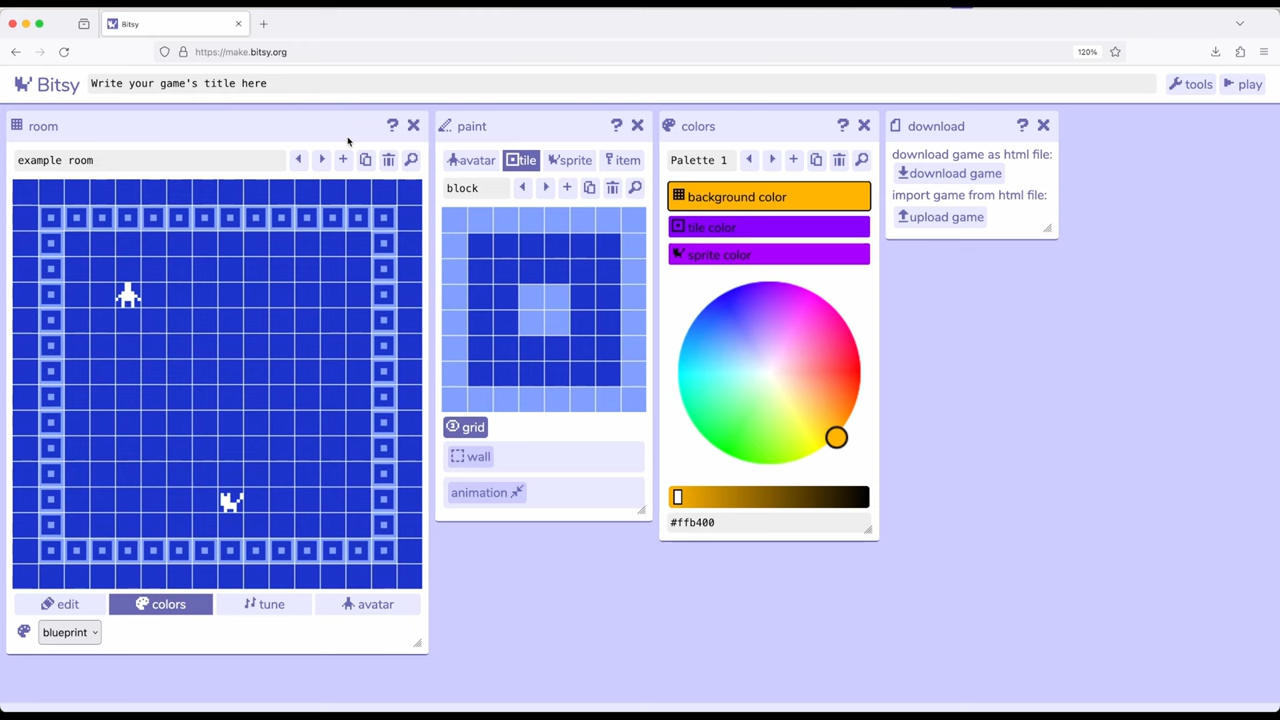 Bitsy
https://make.bitsy.org
120%
Bitsy
Write your game's title here
tools
play
room
?
example room
edit
colors
tune
avatar
blueprint
paint
?
avatar
tile
sprite
item
block
grid
wall
animation
colors
?
Palette 1
background color
tile color
sprite color
#ffb400
download
?
download game as html file:
download game
import game from html file:
upload game